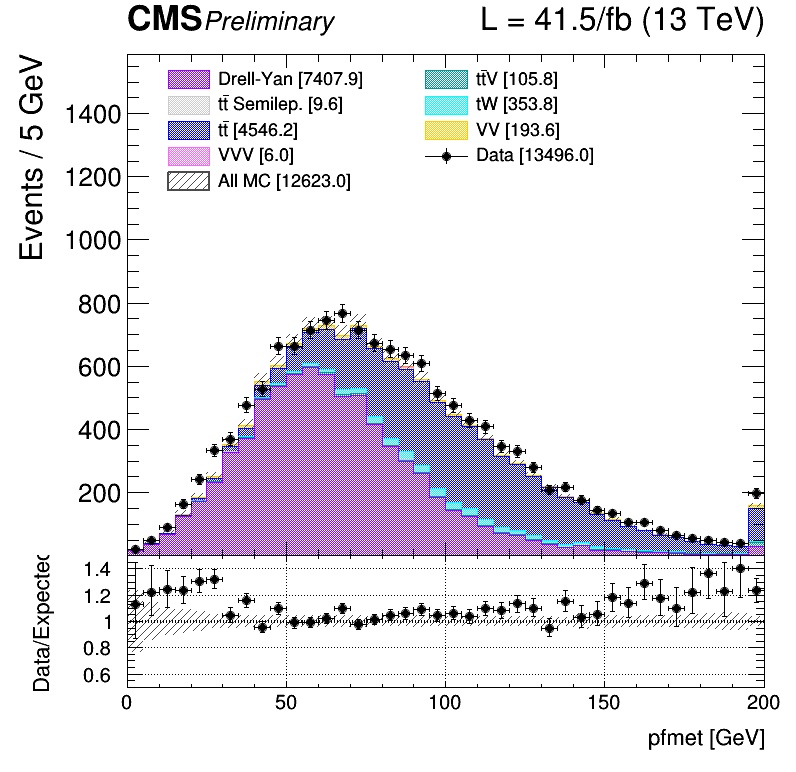 CMS Preliminary L = 41.5/fb (13 TeV)
Events / 5 GeV
Drell-Yan [7407.9]
tt̄ Semilep. [9.6]
tt̄ [4546.2]
VVV [6.0]
All MC [12623.0]
tt̄V [105.8]
tW [353.8]
VV [193.6]
Data [13496.0]
1400
1200
1000
800
600
400
200
Data/Expected
1.4
1.2
1
0.8
0.6
0 50 100 150 200
pfmet [GeV]